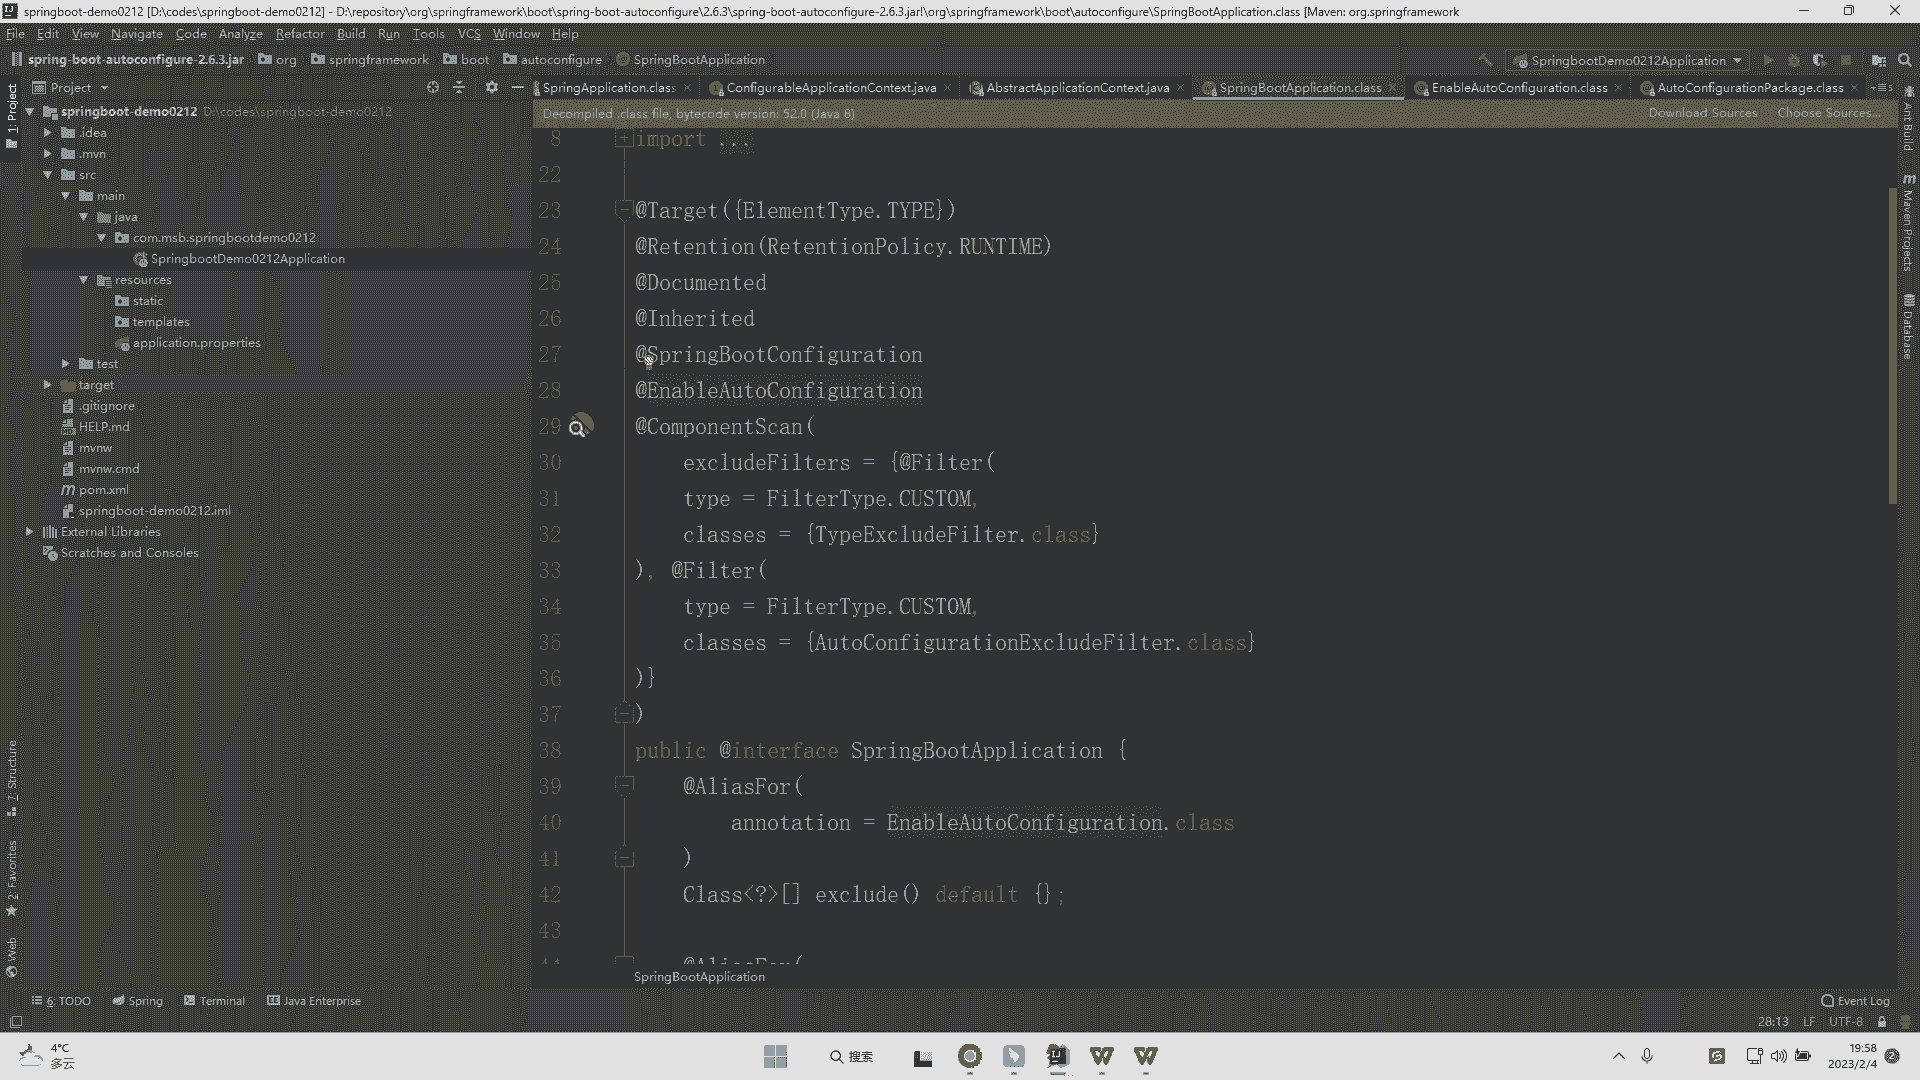 springboot-demo0212 [D:\codes\springboot-demo0212] - D:\repository\org\springframework\boot\spring-boot-autoconfigure\2.6.3\spring-boot-autoconfigure-2.6.3.jar!\org\springframework\boot\autoconfigure\SpringBootApplication.class [Maven: org.springframework
File Edit View Navigate Code Analyze Refactor Build Run Tools VCS Window Help
spring-boot-autoconfigure-2.6.3.jar org springframework boot autoconfigure SpringBootApplication
SpringbootDemo0212Application
Project
SpringApplication.class ConfigurableApplicationContext.java AbstractApplicationContext.java SpringBootApplication.class EnableAutoConfiguration.class AutoConfigurationPackage.class
Decompiled .class file, bytecode version: 52.0 (Java 8) Download Sources Choose Sources...
1: Project
springboot-demo0212 D:\codes\springboot-demo0212
.idea
.mvn
src
main
java
com.msb.springbootdemo0212
SpringbootDemo0212Application
resources
static
templates
application.properties
test
target
.gitignore
HELP.md
mvnw
mvnw.cmd
pom.xml
springboot-demo0212.iml
External Libraries
Scratches and Consoles
7: Structure
2: Favorites
Web
8 import ...
22
23 @Target({ElementType.TYPE})
24 @Retention(RetentionPolicy.RUNTIME)
25 @Documented
26 @Inherited
27 @SpringBootConfiguration
28 @EnableAutoConfiguration
29 @ComponentScan(
30 excludeFilters = {@Filter(
31 type = FilterType.CUSTOM,
32 classes = {TypeExcludeFilter.class}
33 ), @Filter(
34 type = FilterType.CUSTOM,
35 classes = {AutoConfigurationExcludeFilter.class}
36 )}
37 )
38 public @interface SpringBootApplication {
39 @AliasFor(
40 annotation = EnableAutoConfiguration.class
41 )
42 Class<?>[] exclude() default {};
43
44 @AliasFor(
SpringBootApplication
Ant Build
Maven Projects
Database
6: TODO Spring Terminal Java Enterprise Event Log
28:13 LF UTF-8
4°C
多云
搜索
19:58
2023/2/4
2